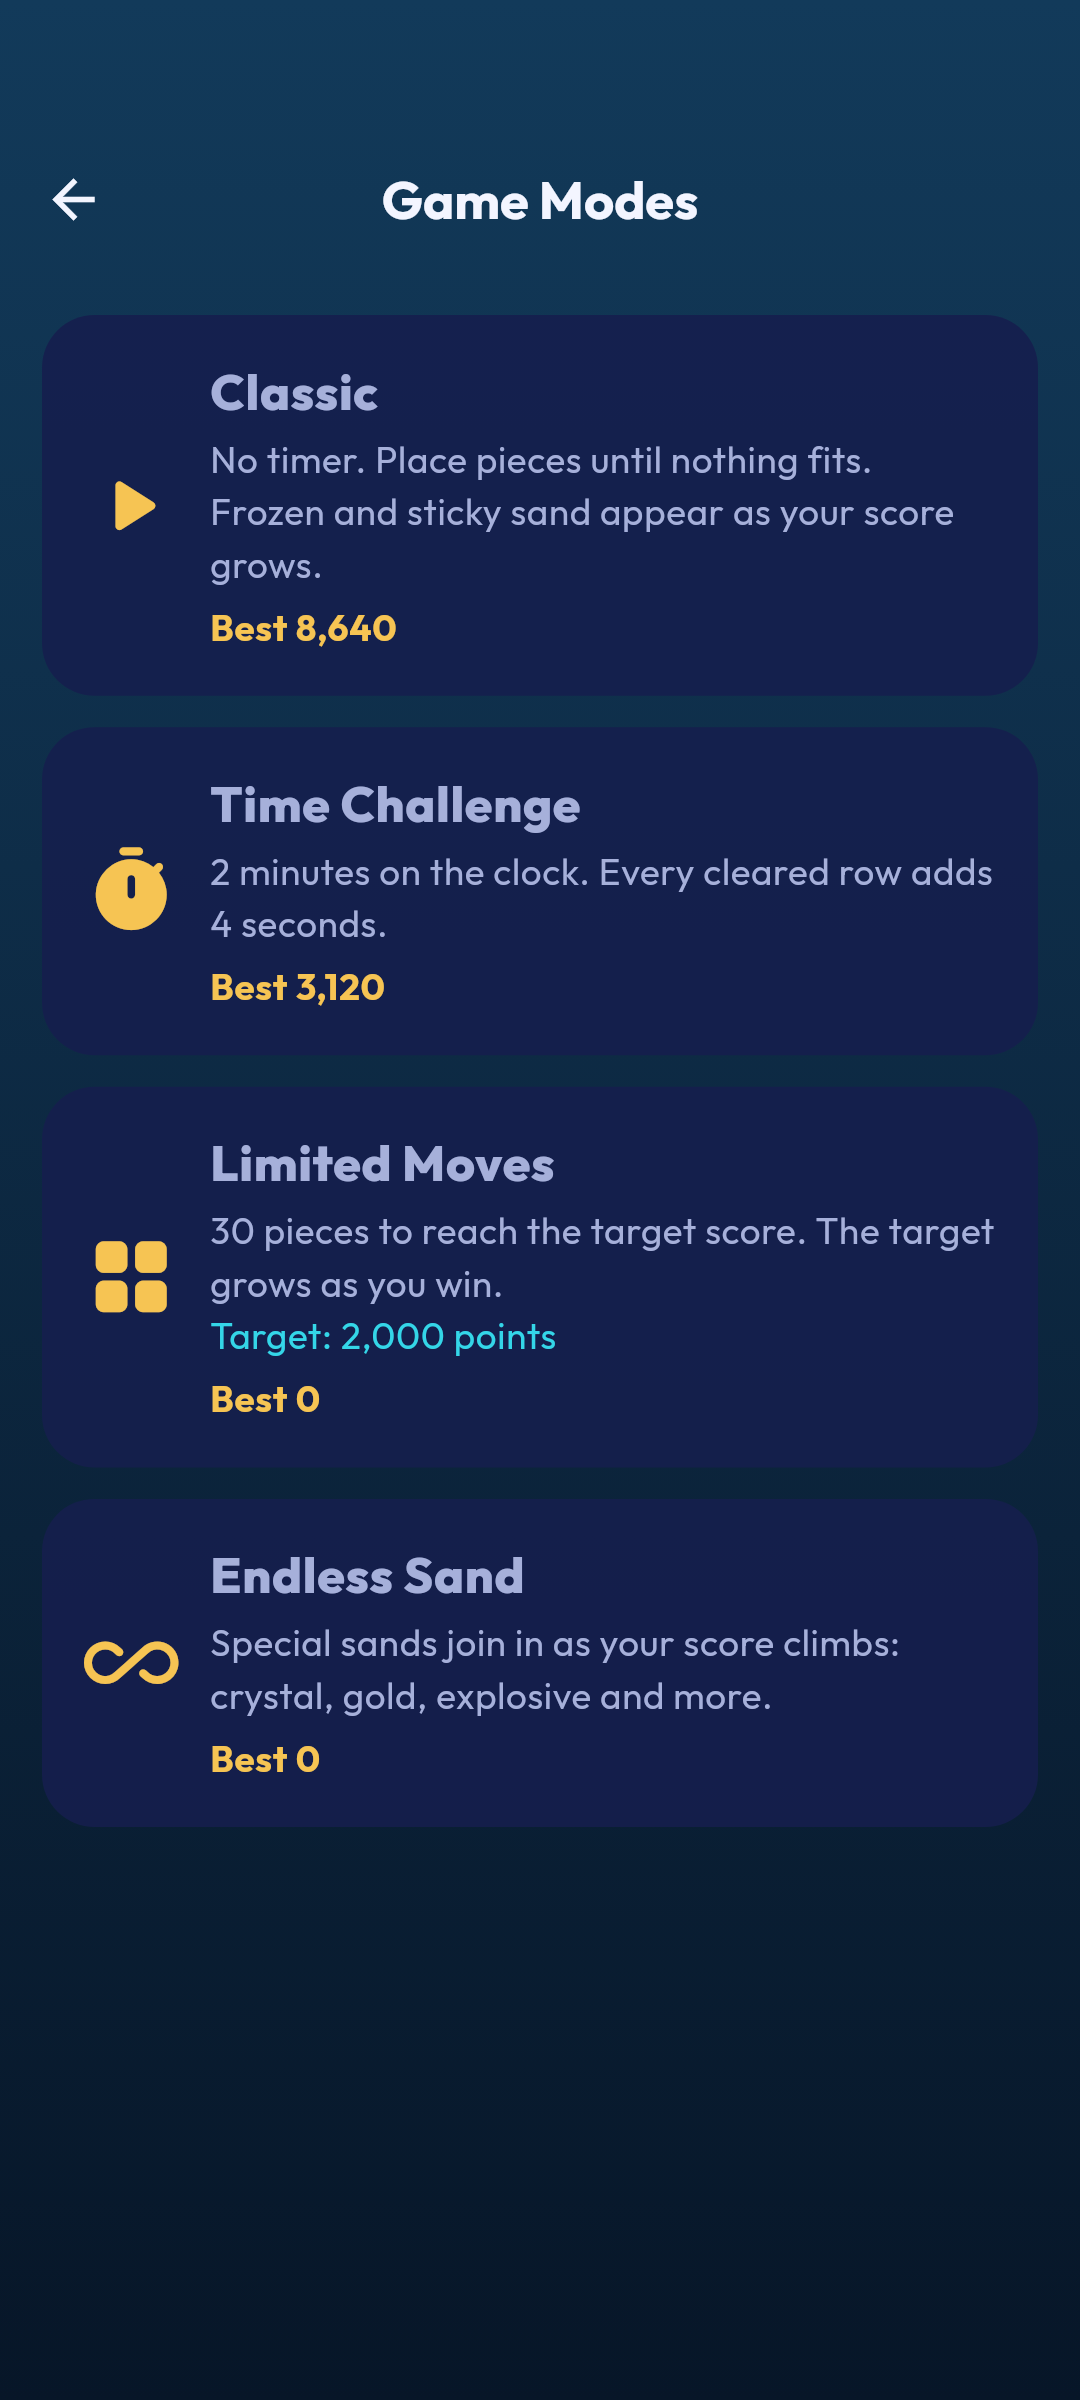 Game Modes
Classic
No timer. Place pieces until nothing fits.
Frozen and sticky sand appear as your score
grows.
Best 8,640
Time Challenge
2 minutes on the clock. Every cleared row adds
4 seconds.
Best 3,120
Limited Moves
30 pieces to reach the target score. The target
grows as you win.
Target: 2,000 points
Best 0
Endless Sand
Special sands join in as your score climbs:
crystal, gold, explosive and more.
Best 0